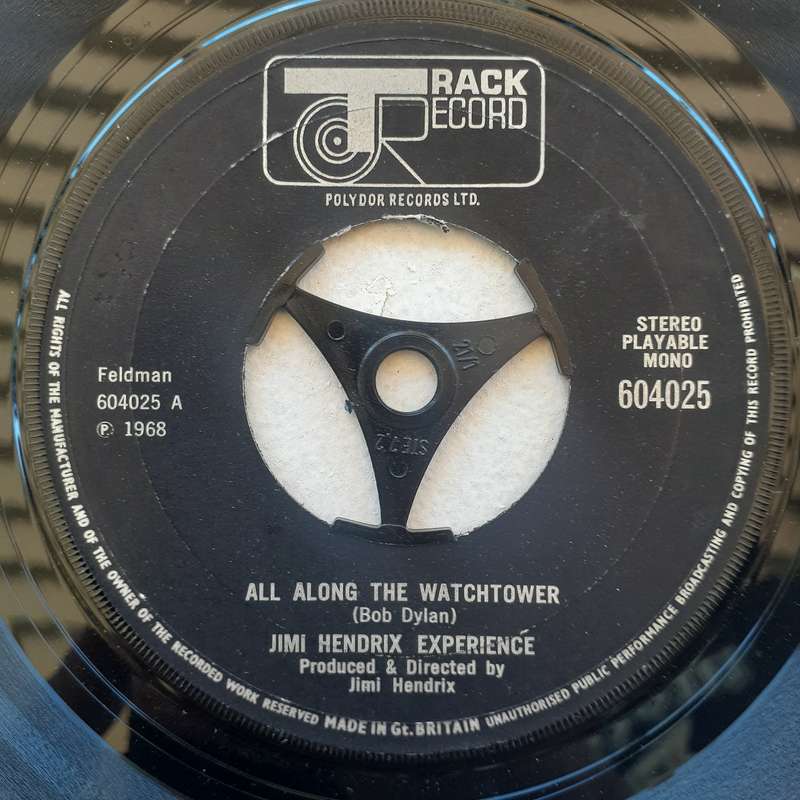 TRACK
RECORD
POLYDOR RECORDS LTD.
STEREO
PLAYABLE
MONO
604025
Feldman
604025 A
Ⓟ 1968
ALL ALONG THE WATCHTOWER
(Bob Dylan)
JIMI HENDRIX EXPERIENCE
Produced & Directed by
Jimi Hendrix
ALL RIGHTS OF THE MANUFACTURER AND OF THE OWNER OF THE RECORDED WORK RESERVED MADE IN Gt. BRITAIN UNAUTHORISED PUBLIC PERFORMANCE BROADCASTING AND COPYING OF THIS RECORD PROHIBITED